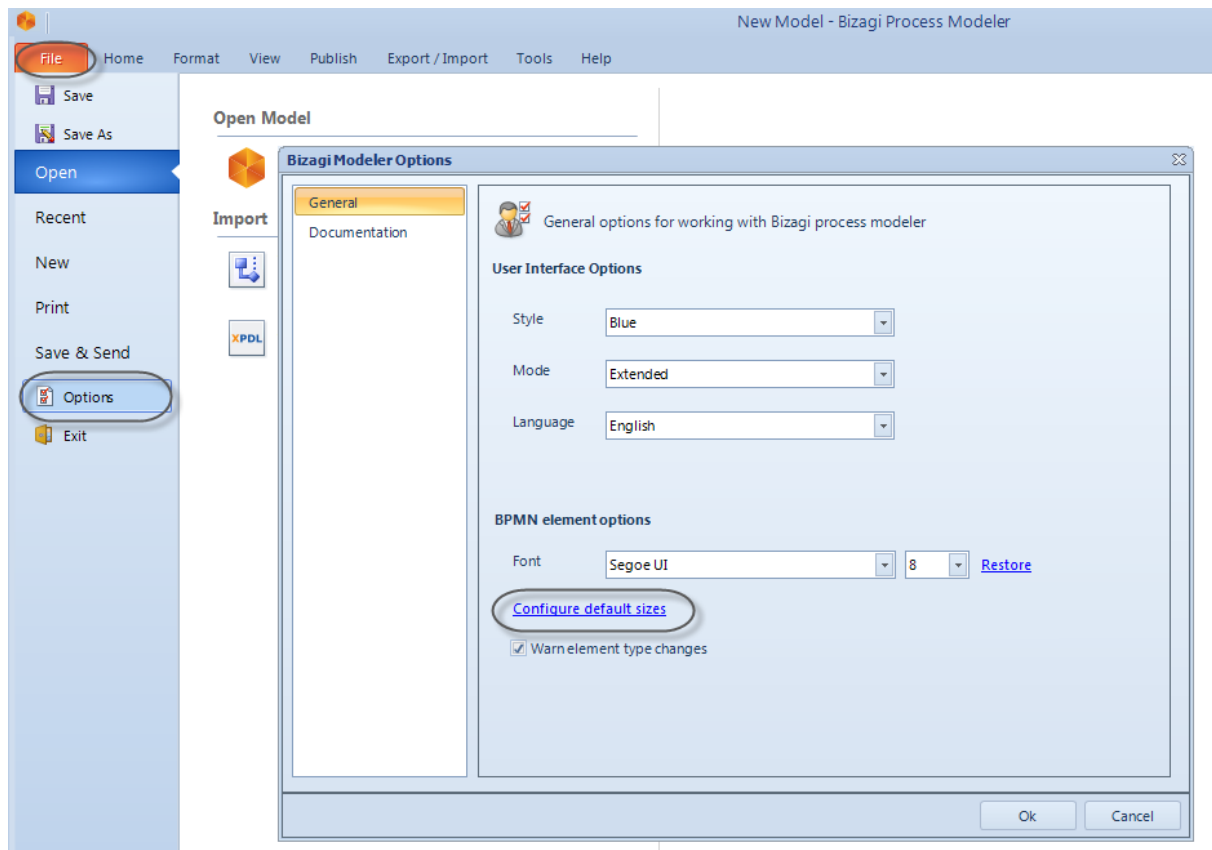 New Model - Bizagi Process Modeler
File Home Format View Publish Export / Import Tools Help
Save
Save As
Open
Recent
New
Print
Save & Send
Options
Exit
Open Model
Import
XPDL
Bizagi Modeler Options
General
Documentation
General options for working with Bizagi process modeler
User Interface Options
Style Blue
Mode Extended
Language English
BPMN element options
Font Segoe UI 8 Restore
Configure default sizes
Warn element type changes
Ok Cancel